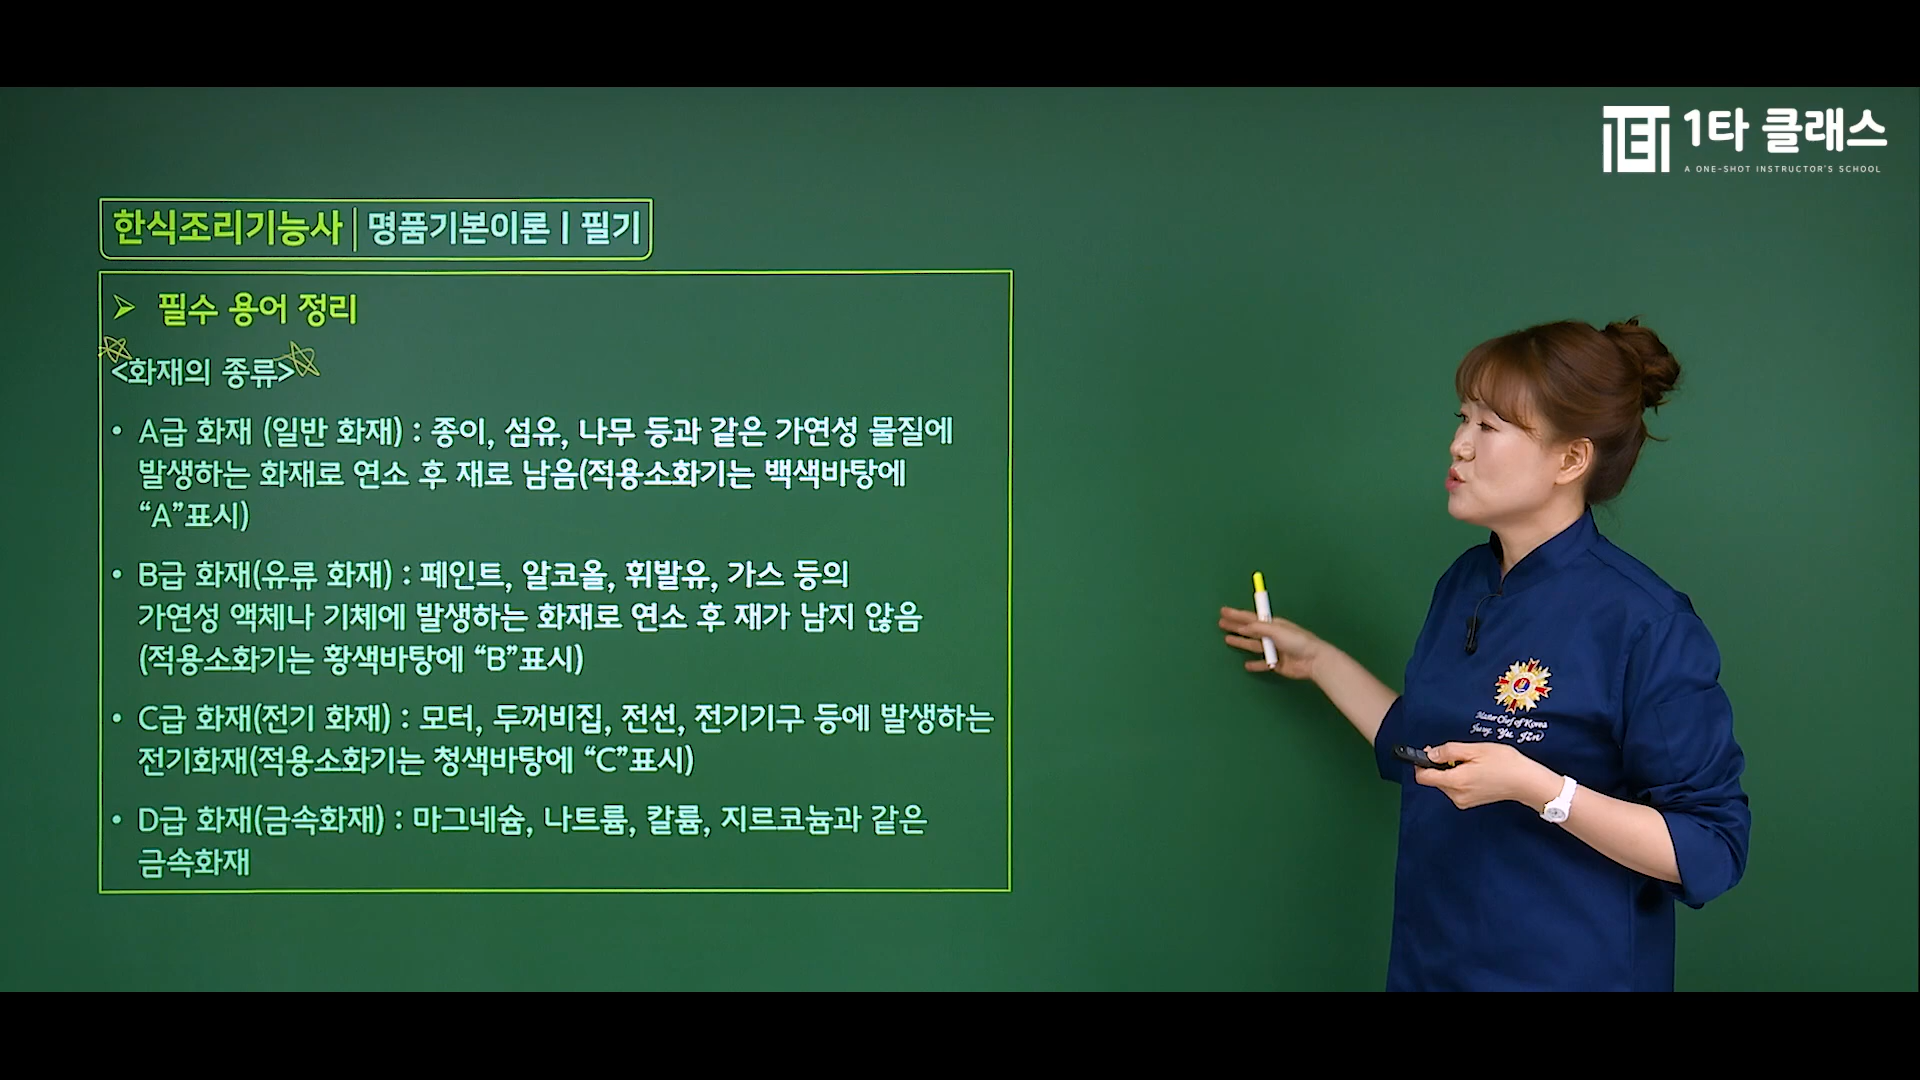 1타 클래스
A ONE-SHOT INSTRUCTOR'S SCHOOL
한식조리기능사 | 명품기본이론 | 필기
➢ 필수 용어 정리
<화재의 종류>
• A급 화재 (일반 화재) : 종이, 섬유, 나무 등과 같은 가연성 물질에
발생하는 화재로 연소 후 재로 남음(적용소화기는 백색바탕에
“A”표시)
• B급 화재(유류 화재) : 페인트, 알코올, 휘발유, 가스 등의
가연성 액체나 기체에 발생하는 화재로 연소 후 재가 남지 않음
(적용소화기는 황색바탕에 “B”표시)
• C급 화재(전기 화재) : 모터, 두꺼비집, 전선, 전기기구 등에 발생하는
전기화재(적용소화기는 청색바탕에 “C”표시)
• D급 화재(금속화재) : 마그네슘, 나트륨, 칼륨, 지르코늄과 같은
금속화재
Master Chef of Korea
Jung Yu Jin